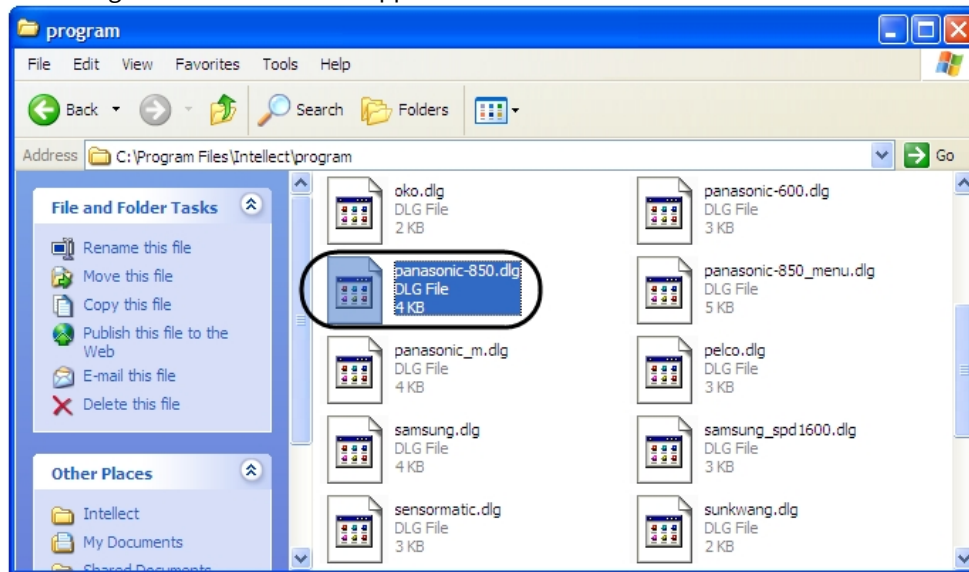 program
File Edit View Favorites Tools Help
Back Search Folders
Address C:\Program Files\Intellect\program Go
File and Folder Tasks
Rename this file
Move this file
Copy this file
Publish this file to the
Web
E-mail this file
Delete this file
Other Places
Intellect
My Documents
Shared Documents
oko.dlg
DLG File
2 KB
panasonic-600.dlg
DLG File
3 KB
panasonic-850.dlg
DLG File
4 KB
panasonic-850_menu.dlg
DLG File
5 KB
panasonic_m.dlg
DLG File
4 KB
pelco.dlg
DLG File
3 KB
samsung.dlg
DLG File
4 KB
samsung_spd1600.dlg
DLG File
3 KB
sensormatic.dlg
DLG File
3 KB
sunkwang.dlg
DLG File
2 KB